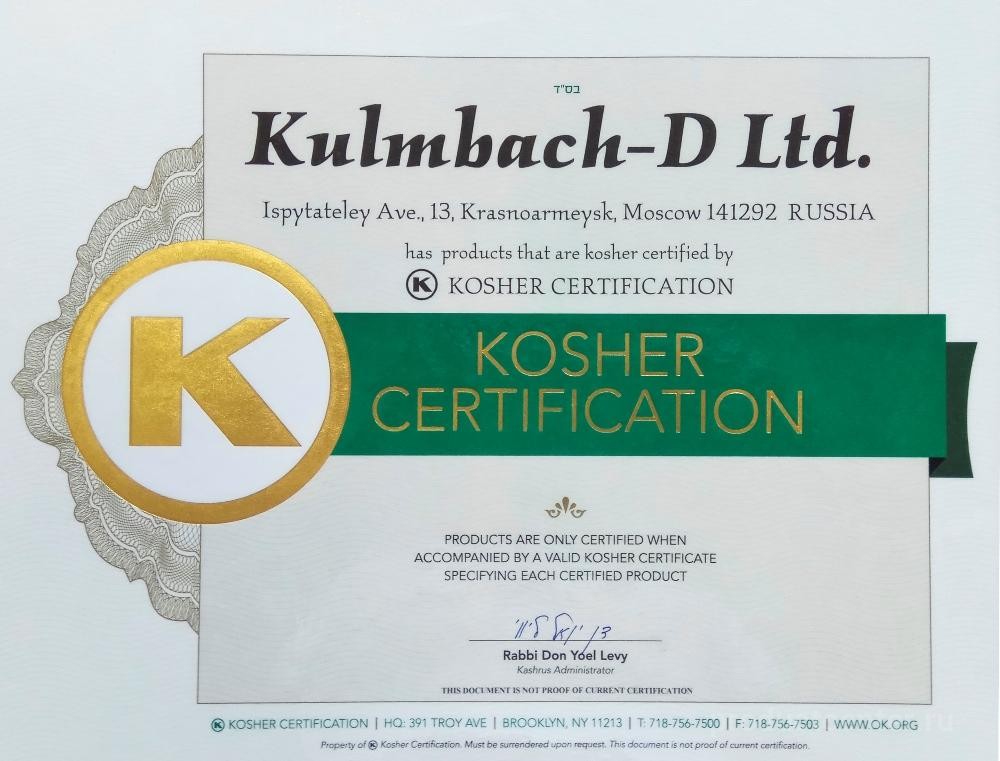 בס"ד
Kulmbach-D Ltd.
Ispytateley Ave., 13, Krasnoarmeysk, Moscow 141292 RUSSIA
has products that are kosher certified by
K KOSHER CERTIFICATION
K
KOSHER
CERTIFICATION
PRODUCTS ARE ONLY CERTIFIED WHEN
ACCOMPANIED BY A VALID KOSHER CERTIFICATE
SPECIFYING EACH CERTIFIED PRODUCT
דן יואל לוי
Rabbi Don Yoel Levy
Kashrus Administrator
THIS DOCUMENT IS NOT PROOF OF CURRENT CERTIFICATION
K KOSHER CERTIFICATION | HQ: 391 TROY AVE | BROOKLYN, NY 11213 | T: 718-756-7500 | F: 718-756-7503 | WWW.OK.ORG
Property of K Kosher Certification. Must be surrendered upon request. This document is not proof of current certification.